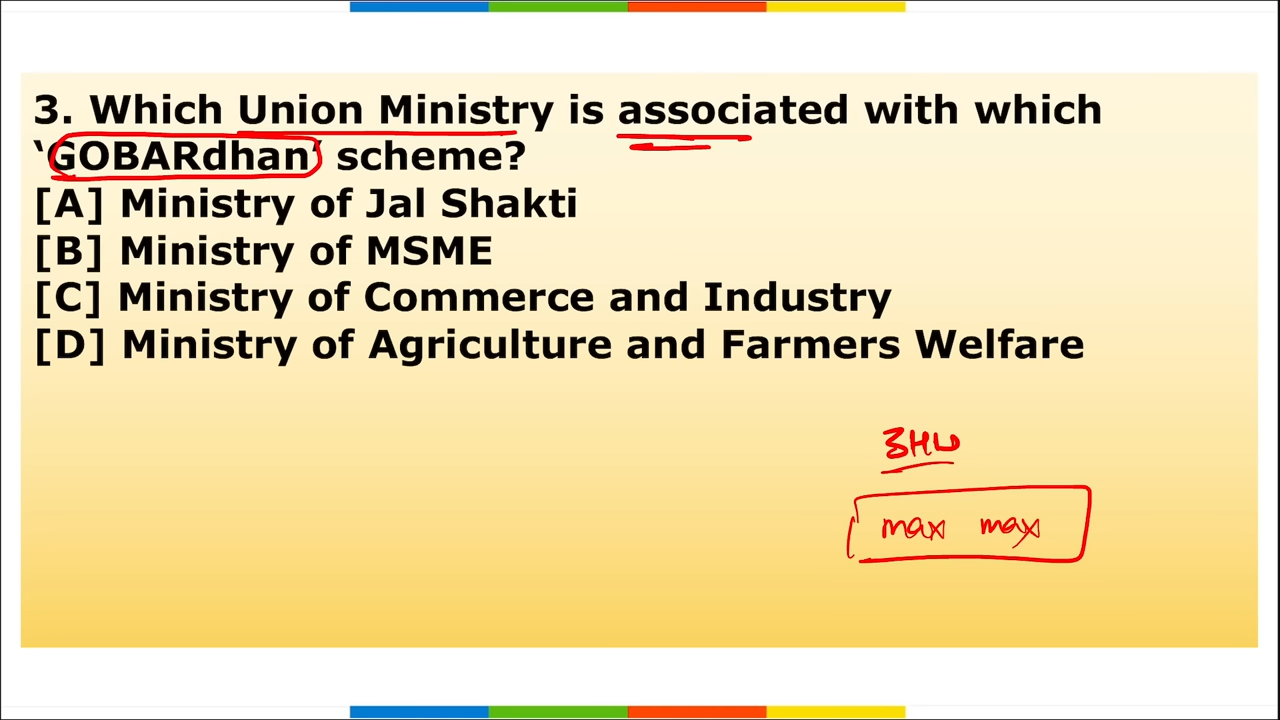 3. Which Union Ministry is associated with which
‘GOBARdhan‘ scheme?
[A] Ministry of Jal Shakti
[B] Ministry of MSME
[C] Ministry of Commerce and Industry
[D] Ministry of Agriculture and Farmers Welfare
max max